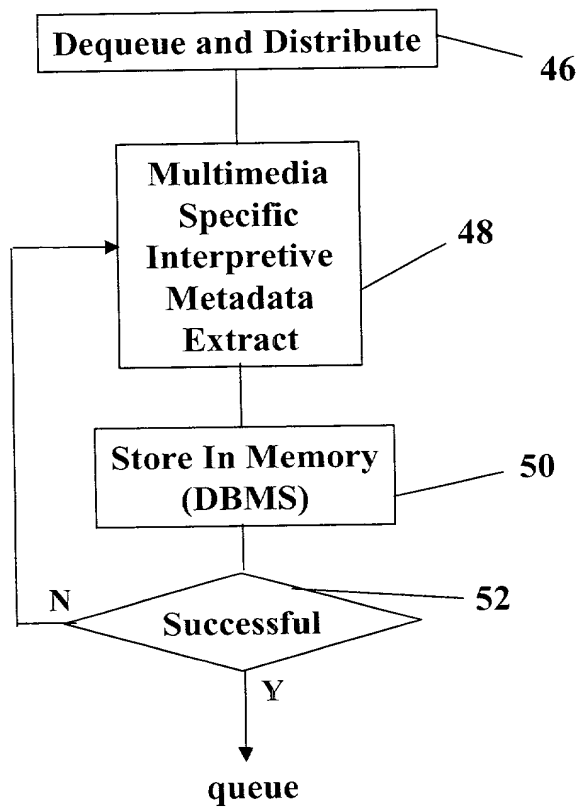 Dequeue and Distribute
46
Multimedia
Specific
Interpretive
Metadata
Extract
48
Store In Memory
(DBMS)
50
N
Successful
52
Y
queue